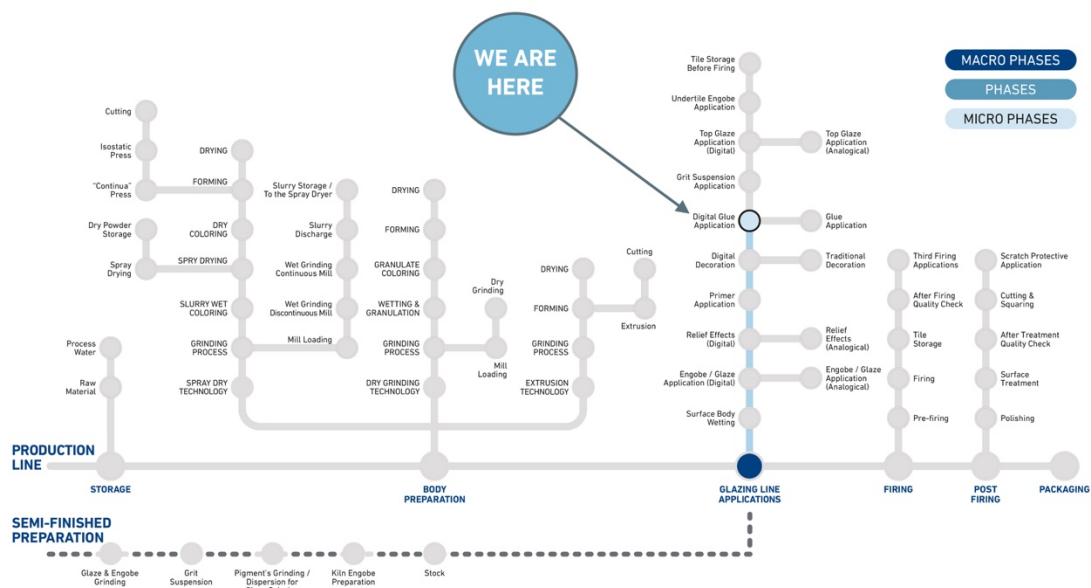 WE ARE
HERE
MACRO PHASES
PHASES
MICRO PHASES
Cutting
Isostatic
Press
"Continua"
Press
Dry Powder
Storage
Spray
Drying
Process
Water
Raw
Material
DRYING
FORMING
DRY
COLORING
SPRY DRYING
SLURRY WET
COLORING
GRINDING
PROCESS
SPRAY DRY
TECHNOLOGY
Slurry Storage /
To the Spray Dryer
Slurry
Discharge
Wet Grinding
Continuous Mill
Wet Grinding
Discontinuous Mill
Mill Loading
DRYING
FORMING
GRANULATE
COLORING
WETTING &
GRANULATION
GRINDING
PROCESS
DRY GRINDING
TECHNOLOGY
Dry
Grinding
Mill
Loading
DRYING
FORMING
GRINDING
PROCESS
EXTRUSION
TECHNOLOGY
Cutting
Extrusion
Tile Storage
Before Firing
Undertile Engobe
Application
Top Glaze
Application
(Digital)
Top Glaze
Application
(Analogical)
Grit Suspension
Application
Digital Glue
Application
Glue
Application
Digital
Decoration
Traditional
Decoration
Primer
Application
Relief Effects
(Digital)
Relief
Effects
(Analogical)
Engobe / Glaze
Application (Digital)
Engobe / Glaze
Application
(Analogical)
Surface Body
Wetting
Third Firing
Applications
After Firing
Quality Check
Tile
Storage
Firing
Pre-firing
Scratch Protective
Application
Cutting &
Squaring
After Treatment
Quality Check
Surface
Treatment
Polishing
PRODUCTION
LINE
STORAGE
BODY
PREPARATION
GLAZING LINE
APPLICATIONS
FIRING
POST
FIRING
PACKAGING
SEMI-FINISHED
PREPARATION
Glaze & Engobe
Grinding
Grit
Suspension
Pigment's Grinding /
Dispersion for
Kiln Engobe
Preparation
Stock